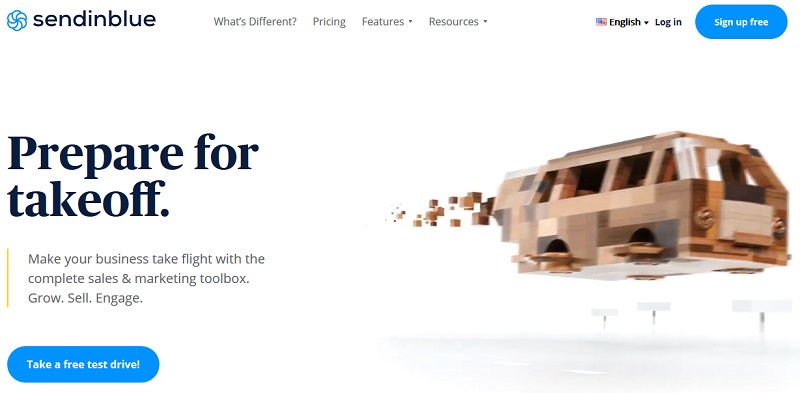 sendinblue
What's Different? Pricing Features Resources
English Log in Sign up free
Prepare for
takeoff.
Make your business take flight with the
complete sales & marketing toolbox.
Grow. Sell. Engage.
Take a free test drive!